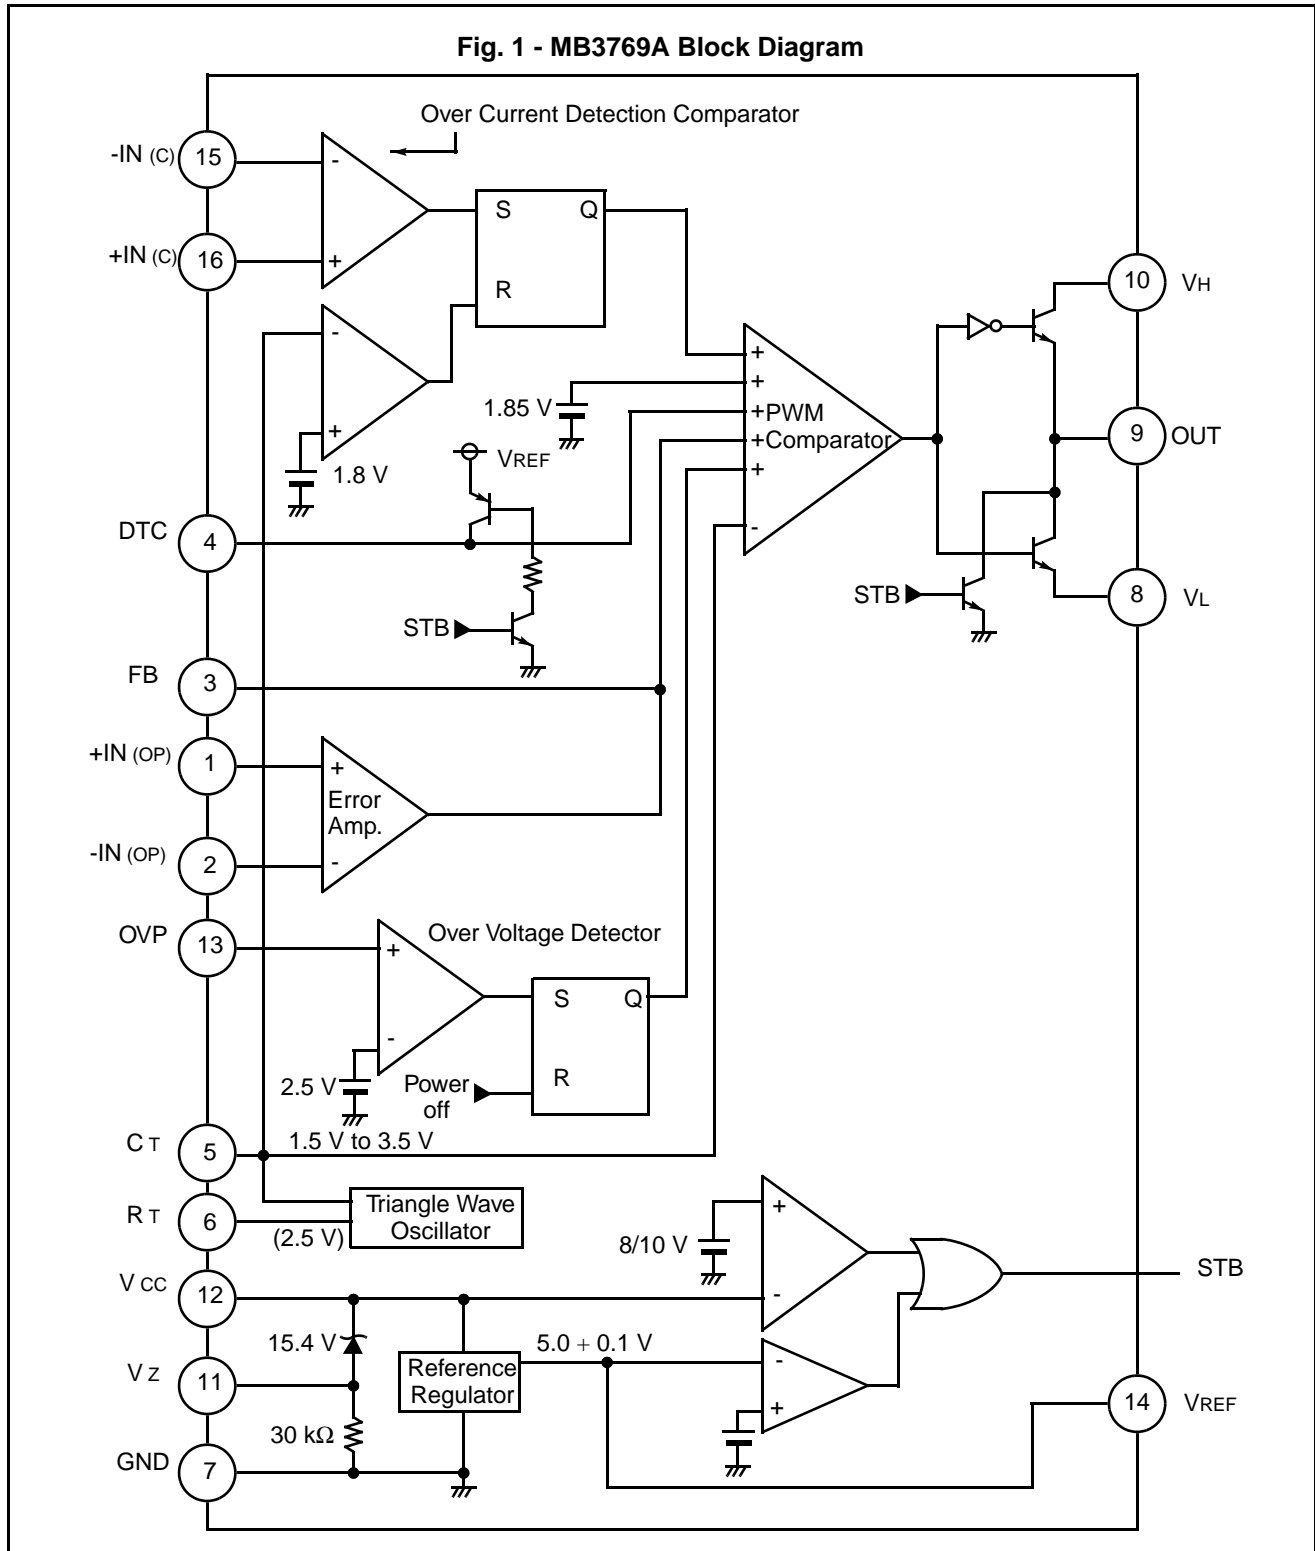 Fig. 1 - MB3769A Block Diagram
Over Current Detection Comparator
-IN (C)
15
-
+IN (C)
16
+
S
Q
R
-
+
1.8 V
10
VH
1.85 V
+
+
+PWM
+Comparator
+
-
VREF
9
OUT
DTC
4
STB
STB
8
VL
FB
3
+IN (OP)
1
+
Error
Amp.
-IN (OP)
2
-
OVP
13
+
Over Voltage Detector
-
2.5 V
S
Q
R
Power
off
CT
5
1.5 V to 3.5 V
RT
6
(2.5 V)
Triangle Wave
Oscillator
8/10 V
+
-
STB
VCC
12
15.4 V
Reference
Regulator
5.0 + 0.1 V
-
+
VZ
11
30 kΩ
14
VREF
GND
7